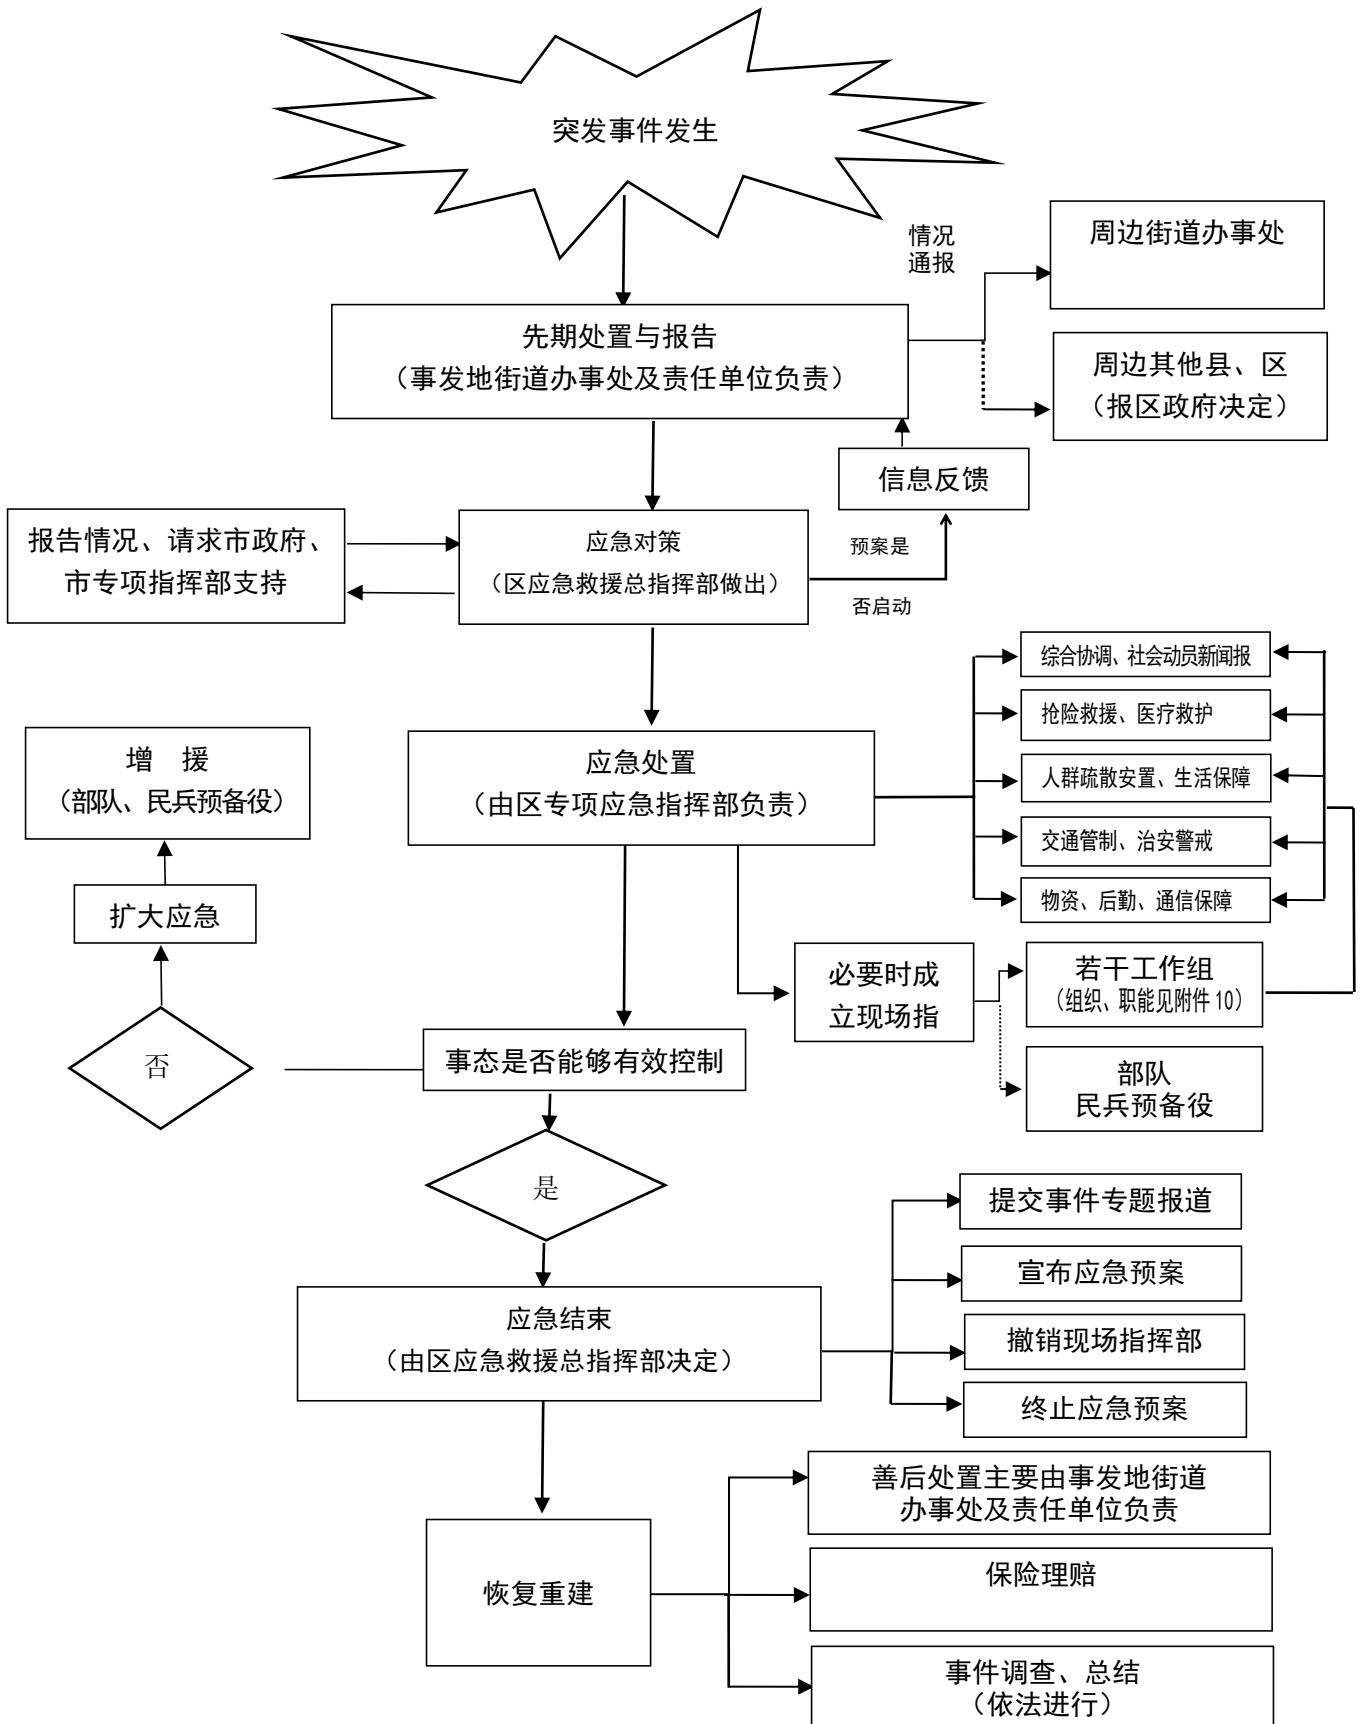 突发事件发生
情况
通报
周边街道办事处
先期处置与报告
（事发地街道办事处及责任单位负责）
周边其他县、区
（报区政府决定）
信息反馈
报告情况、请求市政府、
市专项指挥部支持
应急对策
（区应急救援总指挥部做出）
预案是
否启动
综合协调、社会动员新闻报
抢险救援、医疗救护
人群疏散安置、生活保障
交通管制、治安警戒
物资、后勤、通信保障
增 援
（部队、民兵预备役）
应急处置
（由区专项应急指挥部负责）
扩大应急
必要时成
立现场指
若干工作组
（组织、职能见附件 10）
否
事态是否能够有效控制
部队
民兵预备役
是
提交事件专题报道
宣布应急预案
撤销现场指挥部
终止应急预案
应急结束
（由区应急救援总指挥部决定）
恢复重建
善后处置主要由事发地街道
办事处及责任单位负责
保险理赔
事件调查、总结
（依法进行）